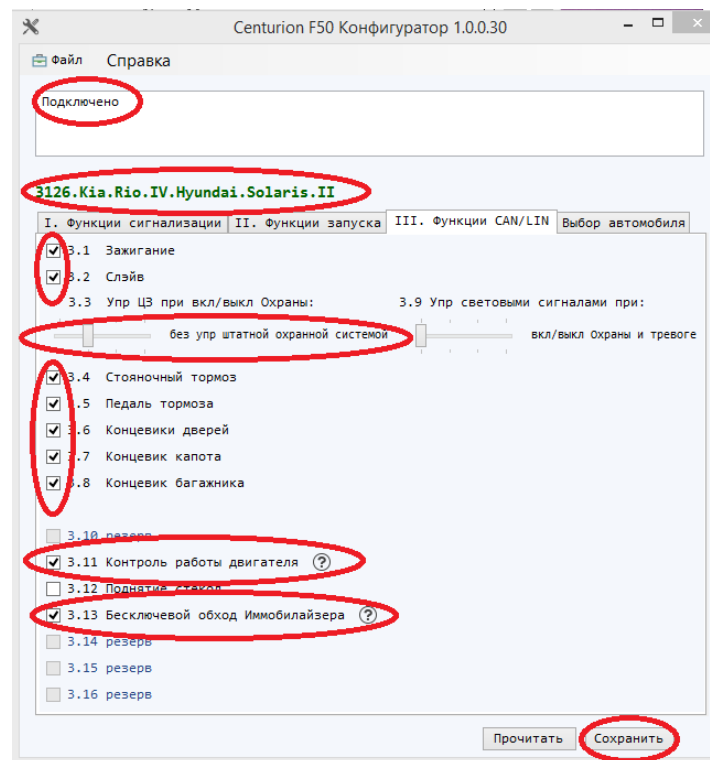 Centurion F50 Конфигуратор 1.0.0.30
Файл Справка
Подключено
3126.Kia.Rio.IV.Hyundai.Solaris.II
I. Функции сигнализации II. Функции запуска III. Функции CAN/LIN Выбор автомобиля
3.1 Зажигание
3.2 Слэйв
3.3 Упр ЦЗ при вкл/выкл Охраны: 3.9 Упр световыми сигналами при:
без упр штатной охранной системой вкл/выкл Охраны и тревоге
3.4 Стояночный тормоз
3.5 Педаль тормоза
3.6 Концевики дверей
3.7 Концевик капота
3.8 Концевик багажника
3.10 резерв
3.11 Контроль работы двигателя ?
3.12 Поднятие стекол
3.13 Бесключевой обход Иммобилайзера ?
3.14 резерв
3.15 резерв
3.16 резерв
Прочитать Сохранить